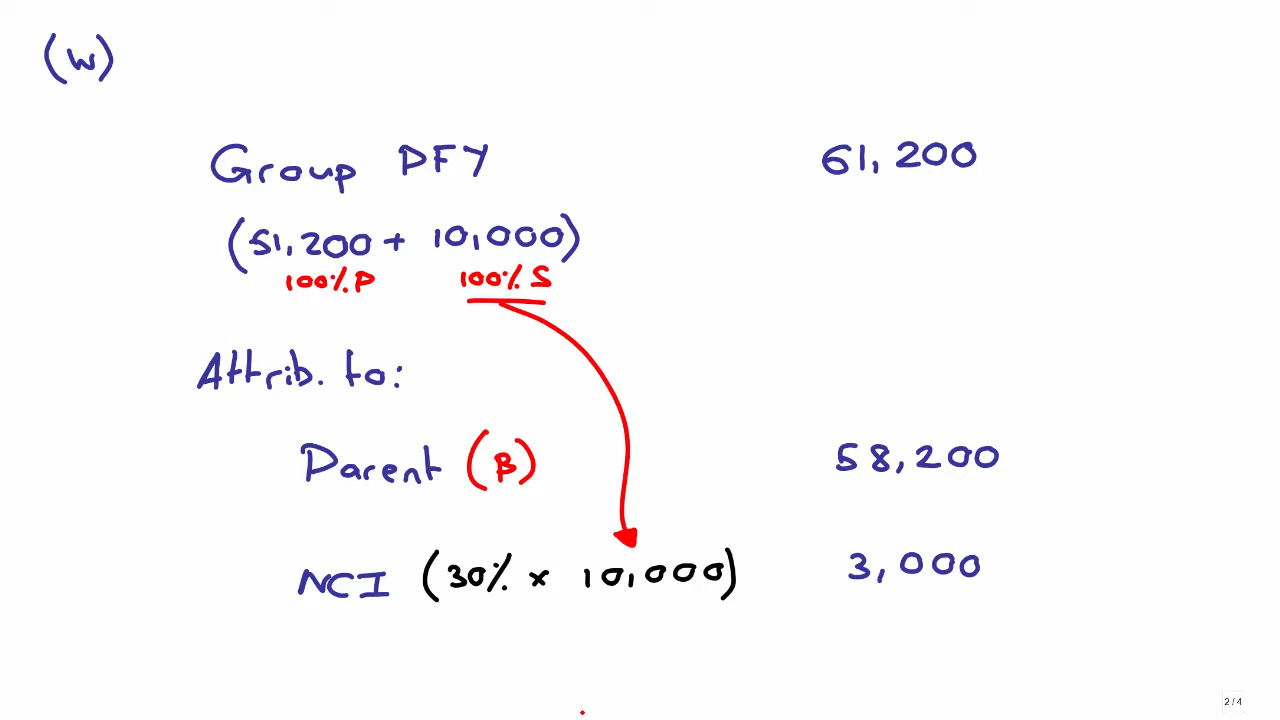 (W)
Group PFY 61,200
(51,200 + 10,000)
100% P 100% S
Attrib. to:
Parent (β) 58,200
NCI (30% x 10,000) 3,000
2 / 4